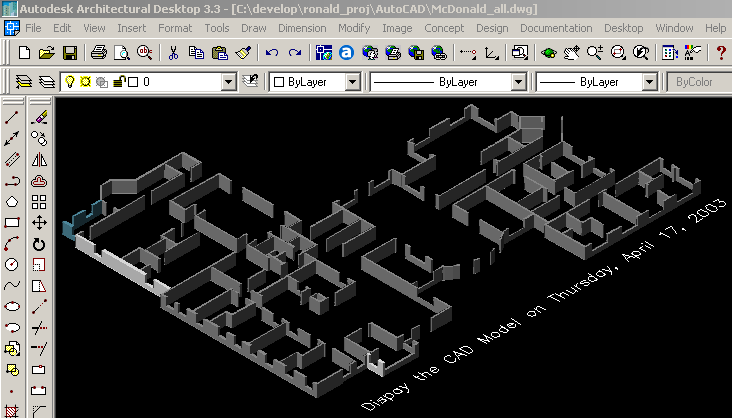 Autodesk Architectural Desktop 3.3 - [C:\develop\ronald_proj\AutoCAD\McDonald_all.dwg]
File Edit View Insert Format Tools Draw Dimension Modify Image Concept Design Documentation Desktop Window Help
0 ByLayer ByLayer ByLayer ByColor
Dispay the CAD Model on Thursday, April 17, 2003